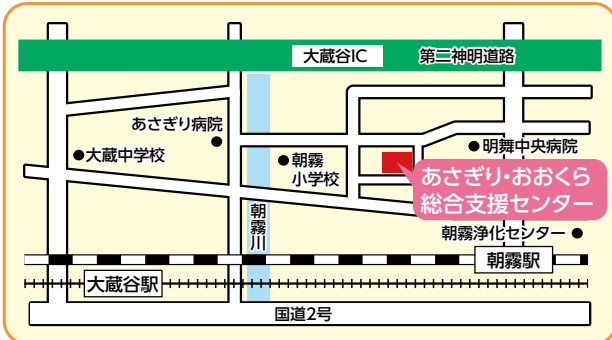 大蔵谷IC
第二神明道路
あさぎり病院
大蔵中学校
朝霧
小学校
明舞中央病院
あさぎり・おおくら
総合支援センター
朝霧川
朝霧浄化センター
朝霧駅
大蔵谷駅
国道2号